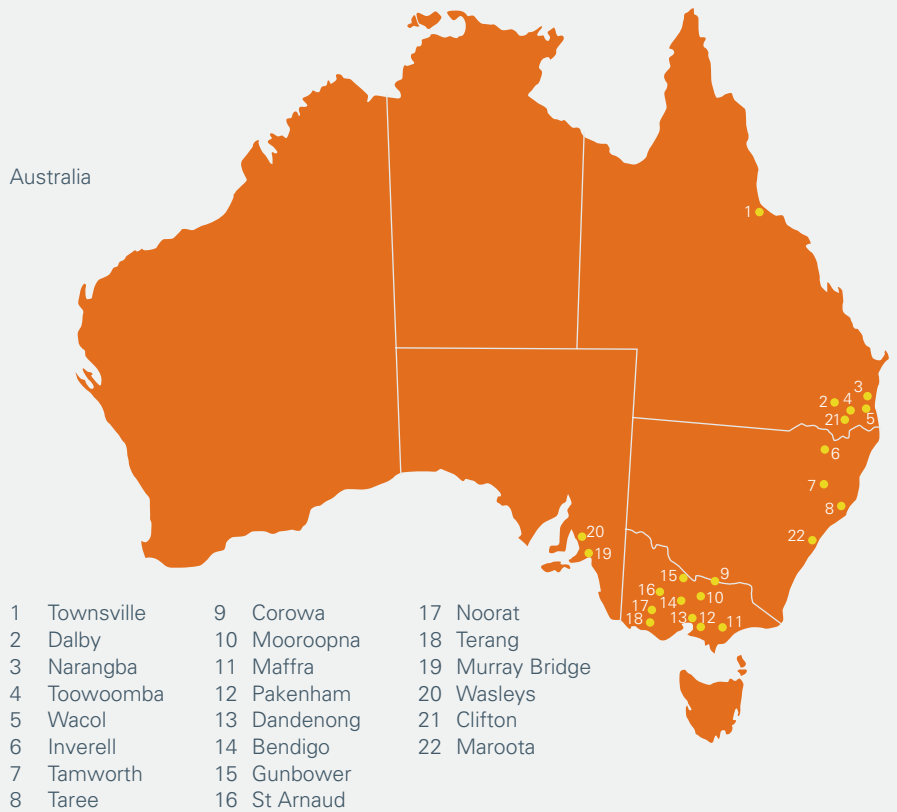 Australia
1
3
2 4
21 5
6
7
8
22
20
19
15 9
16
14 10
17
13 12 11
18
1 Townsville
2 Dalby
3 Narangba
4 Toowoomba
5 Wacol
6 Inverell
7 Tamworth
8 Taree
9 Corowa
10 Mooroopna
11 Maffra
12 Pakenham
13 Dandenong
14 Bendigo
15 Gunbower
16 St Arnaud
17 Noorat
18 Terang
19 Murray Bridge
20 Wasleys
21 Clifton
22 Maroota